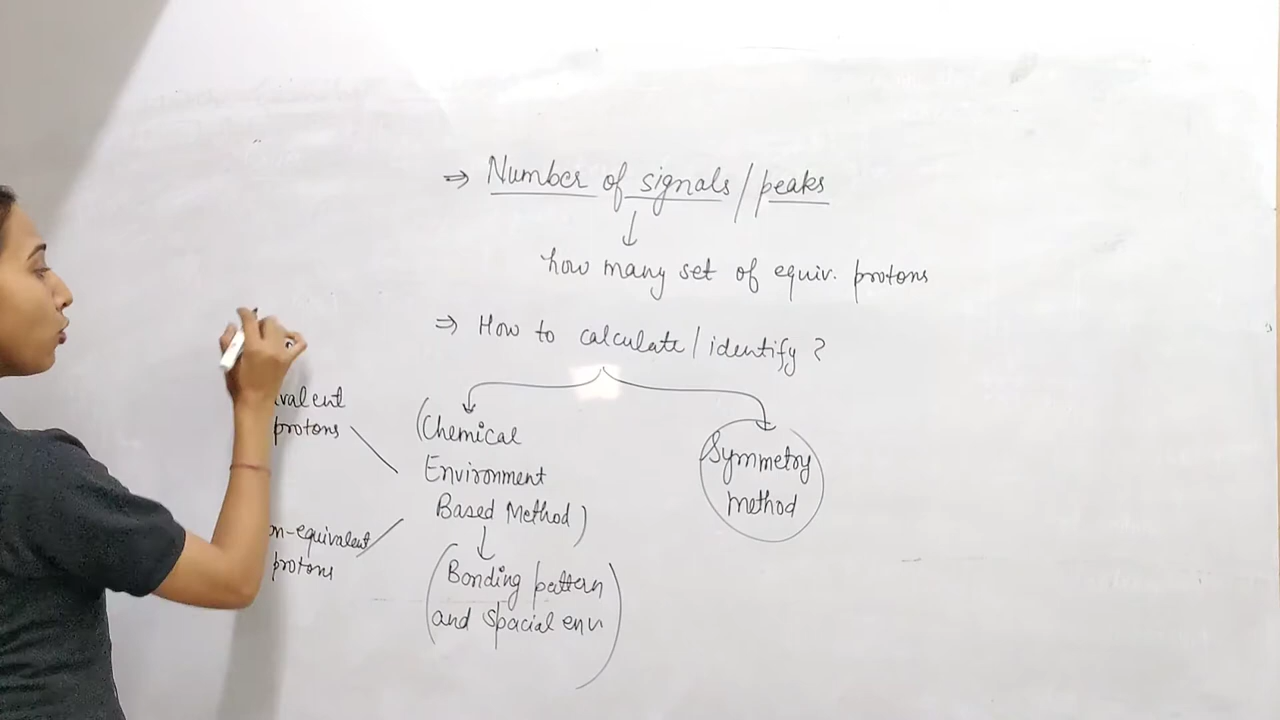 ⇒ Number of signals / peaks
↓
how many set of equiv. protons
⇒ How to calculate / identify ?
valent
protons
(Chemical
Environment
Based Method)
Symmetry
Method
n-equivalent
protons
↓
(Bonding pattern
and spacial env)